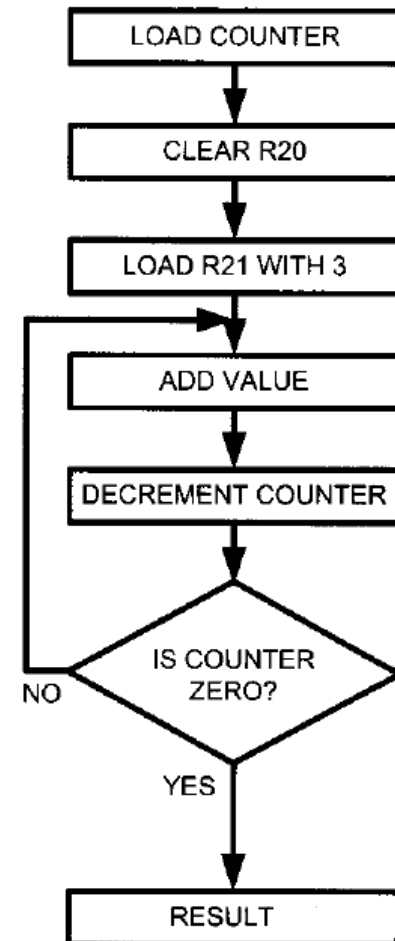 LOAD COUNTER
CLEAR R20
LOAD R21 WITH 3
ADD VALUE
DECREMENT COUNTER
IS COUNTER
ZERO?
NO
YES
RESULT